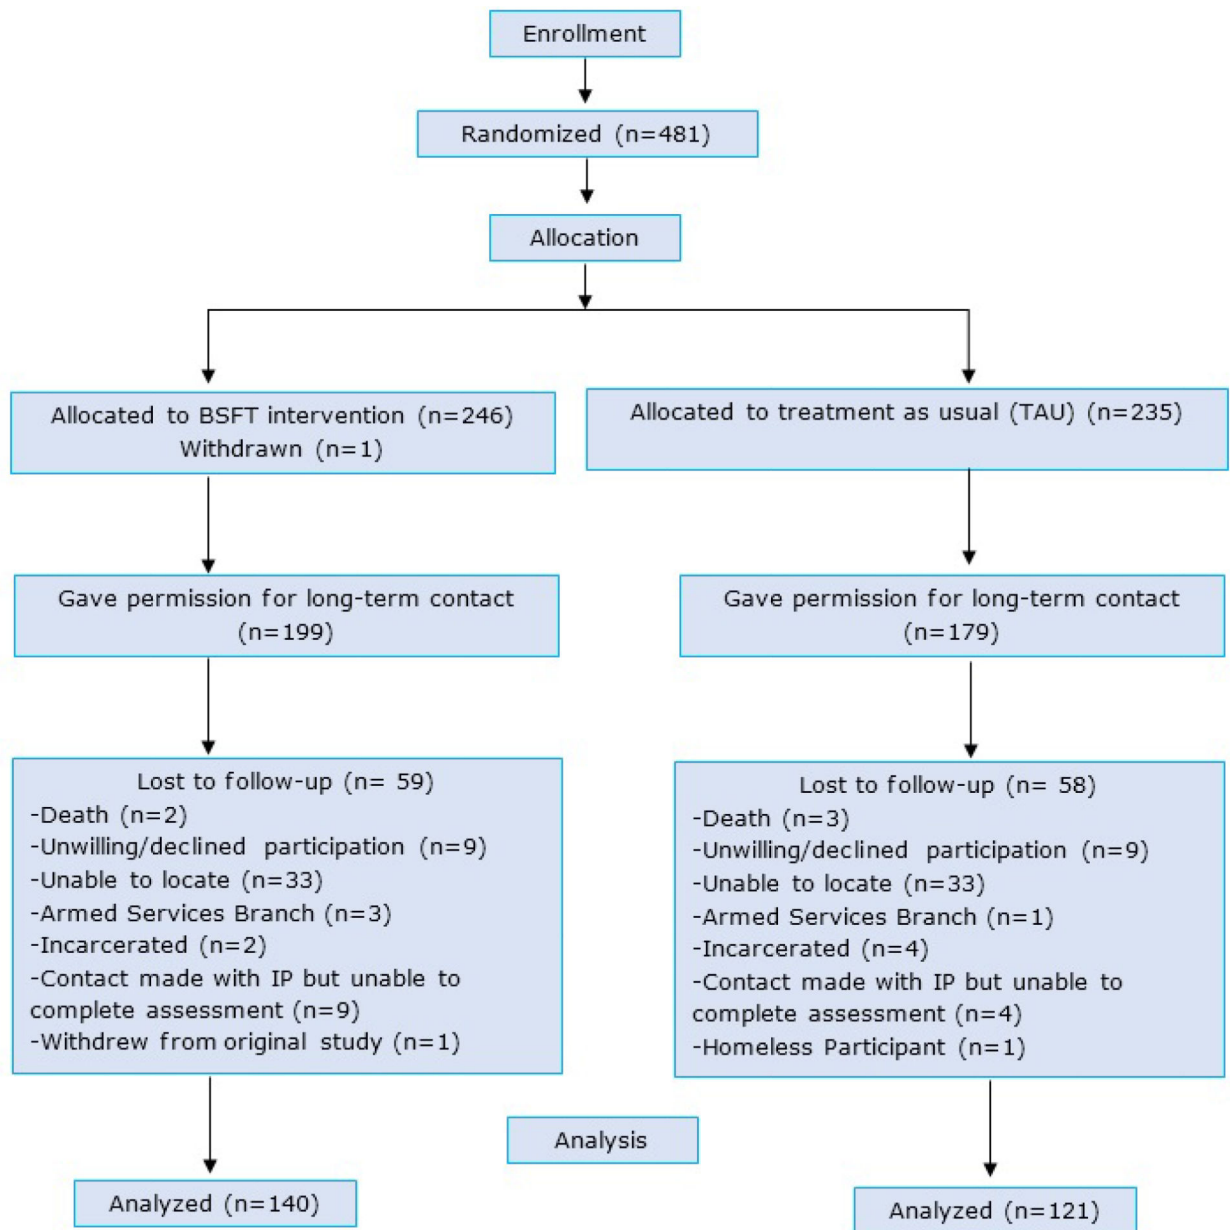 Enrollment
Randomized (n=481)
Allocation
Allocated to BSFT intervention (n=246)
Withdrawn (n=1)
Allocated to treatment as usual (TAU) (n=235)
Gave permission for long-term contact
(n=199)
Gave permission for long-term contact
(n=179)
Lost to follow-up (n= 59)
-Death (n=2)
-Unwilling/declined participation (n=9)
-Unable to locate (n=33)
-Armed Services Branch (n=3)
-Incarcerated (n=2)
-Contact made with IP but unable to
complete assessment (n=9)
-Withdrew from original study (n=1)
Lost to follow-up (n= 58)
-Death (n=3)
-Unwilling/declined participation (n=9)
-Unable to locate (n=33)
-Armed Services Branch (n=1)
-Incarcerated (n=4)
-Contact made with IP but unable to
complete assessment (n=4)
-Homeless Participant (n=1)
Analysis
Analyzed (n=140)
Analyzed (n=121)